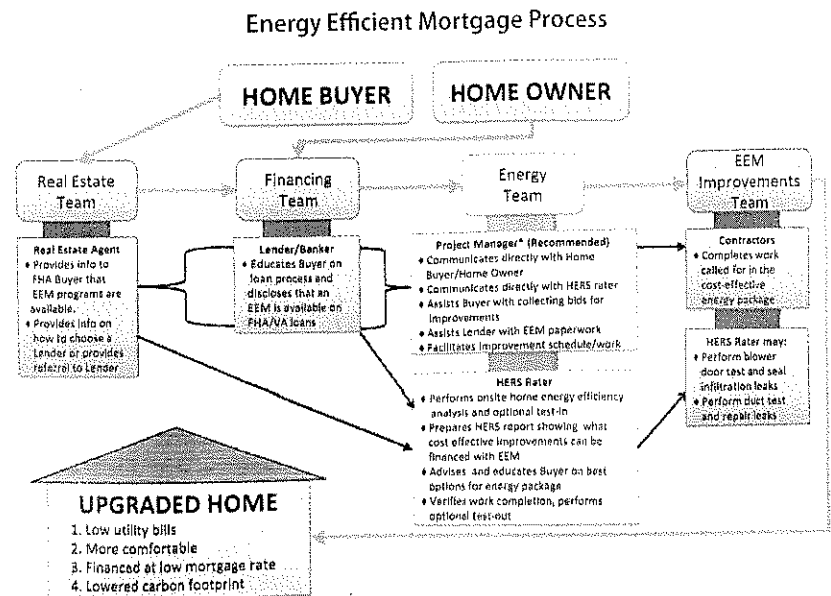 Energy Efficient Mortgage Process
HOME BUYER
HOME OWNER
Real Estate
Team
Financing
Team
Energy
Team
EEM
Improvements
Team
Real Estate Agent
♦ Provides info to
FHA Buyer that
EEM programs are
available.
♦ Provides info on
how to choose a
Lender or provides
referral to Lender
Lender/Banker
♦ Educates Buyer on
loan process and
discloses that an
EEM is available on
FHA/VA loans
Project Manager* (Recommended)
♦ Communicates directly with Home
Buyer/Home Owner
♦ Communicates directly with HERS rater
♦ Assists Buyer with collecting bids for
improvements
♦ Assists Lender with EEM paperwork
♦ Facilitates improvement schedule/work
HERS Rater
♦ Performs onsite home energy efficiency
analysis and optional test-in
♦ Prepares HERS report showing what
cost effective improvements can be
financed with EEM
♦ Advises and educates Buyer on best
options for energy package
♦ Verifies work completion, performs
optional test-out
Contractors
♦ Completes work
called for in the
cost-effective
energy package
HERS Rater may:
♦ Perform blower
door test and seal
infiltration leaks
♦ Perform duct test
and repair leaks
UPGRADED HOME
1. Low utility bills
2. More comfortable
3. Financed at low mortgage rate
4. Lowered carbon footprint